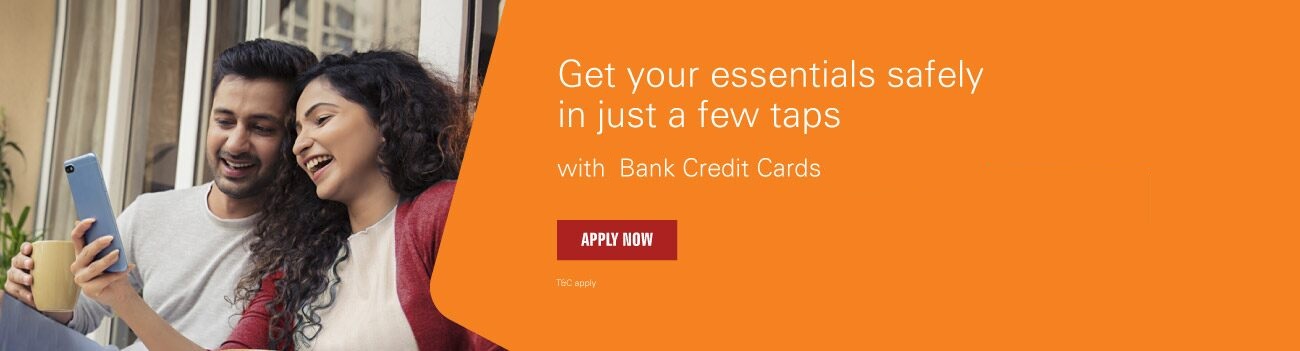 Get your essentials safely
in just a few taps
with Bank Credit Cards
APPLY NOW
T&C apply